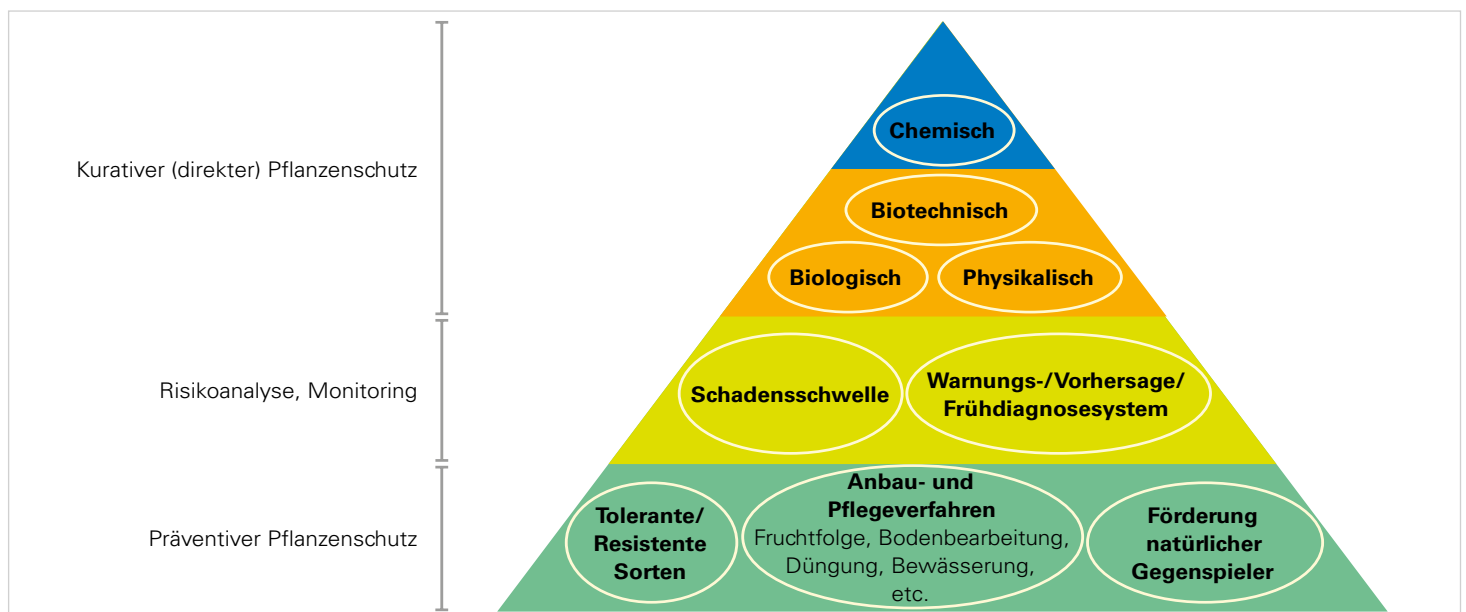 Kurativer (direkter) Pflanzenschutz
Chemisch
Biotechnisch
Biologisch
Physikalisch
Risikoanalyse, Monitoring
Schadensschwelle
Warnungs-/Vorhersage/
Frühdiagnosesystem
Präventiver Pflanzenschutz
Tolerante/
Resistente
Sorten
Anbau- und
Pflegeverfahren
Fruchtfolge, Bodenbearbeitung,
Düngung, Bewässerung,
etc.
Förderung
natürlicher
Gegenspieler